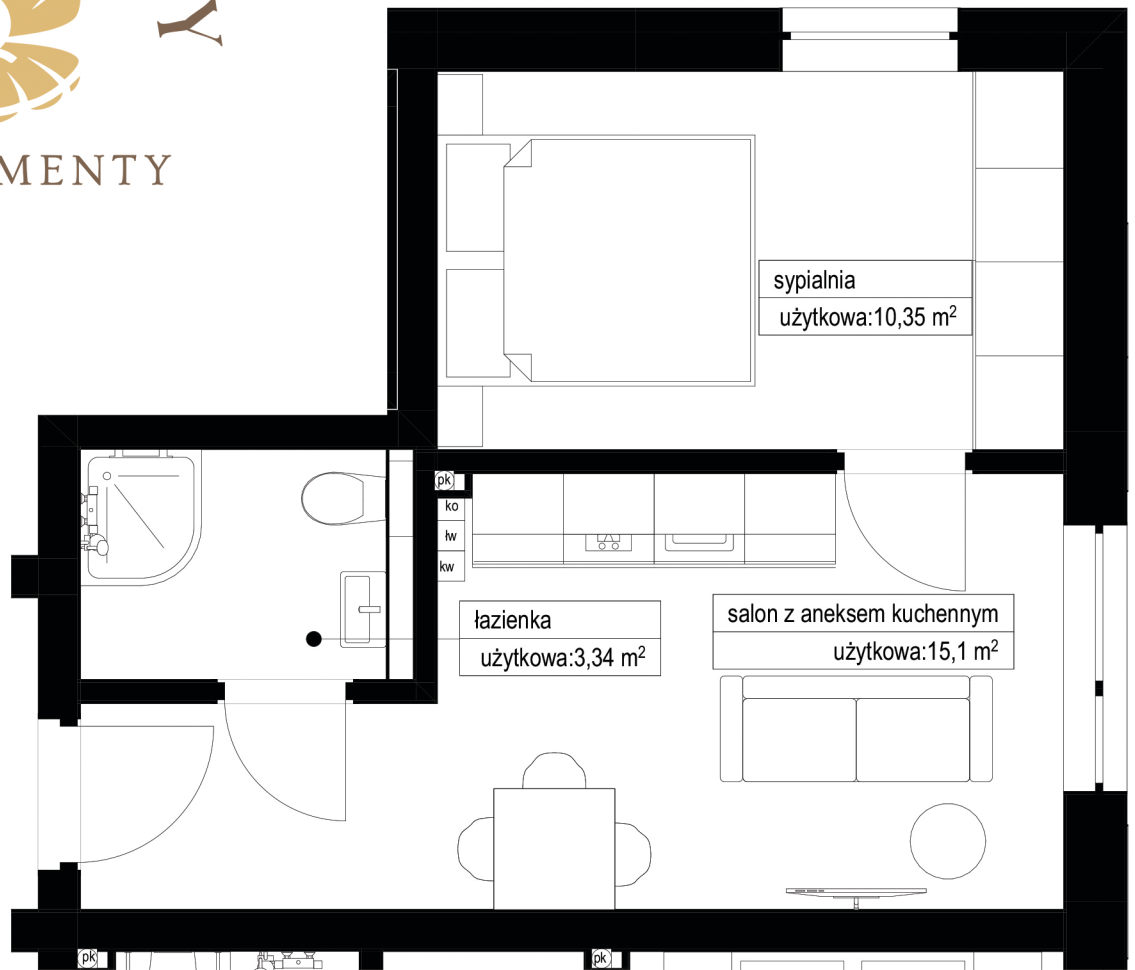 Y
MENTY
sypialnia
użytkowa:10,35 m²
pk
ko
łw
kw
łazienka
użytkowa:3,34 m²
salon z aneksem kuchennym
użytkowa:15,1 m²
pk
pk